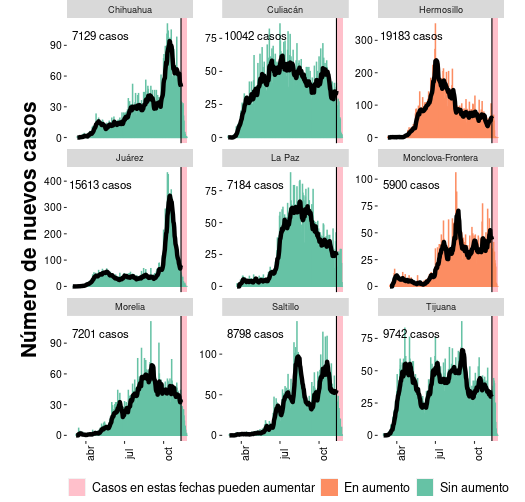 Número de nuevos casos
Chihuahua
7129 casos
90
60
30
0
Culiacán
10042 casos
75
50
25
0
Hermosillo
19183 casos
300
200
100
0
Juárez
15613 casos
400
300
200
100
0
La Paz
7184 casos
75
50
25
0
Monclova-Frontera
5900 casos
100
75
50
25
0
Morelia
7201 casos
90
60
30
0
abr
jul
oct
Saltillo
8798 casos
100
50
0
abr
jul
oct
Tijuana
9742 casos
75
50
25
0
abr
jul
oct
Casos en estas fechas pueden aumentar
En aumento
Sin aumento